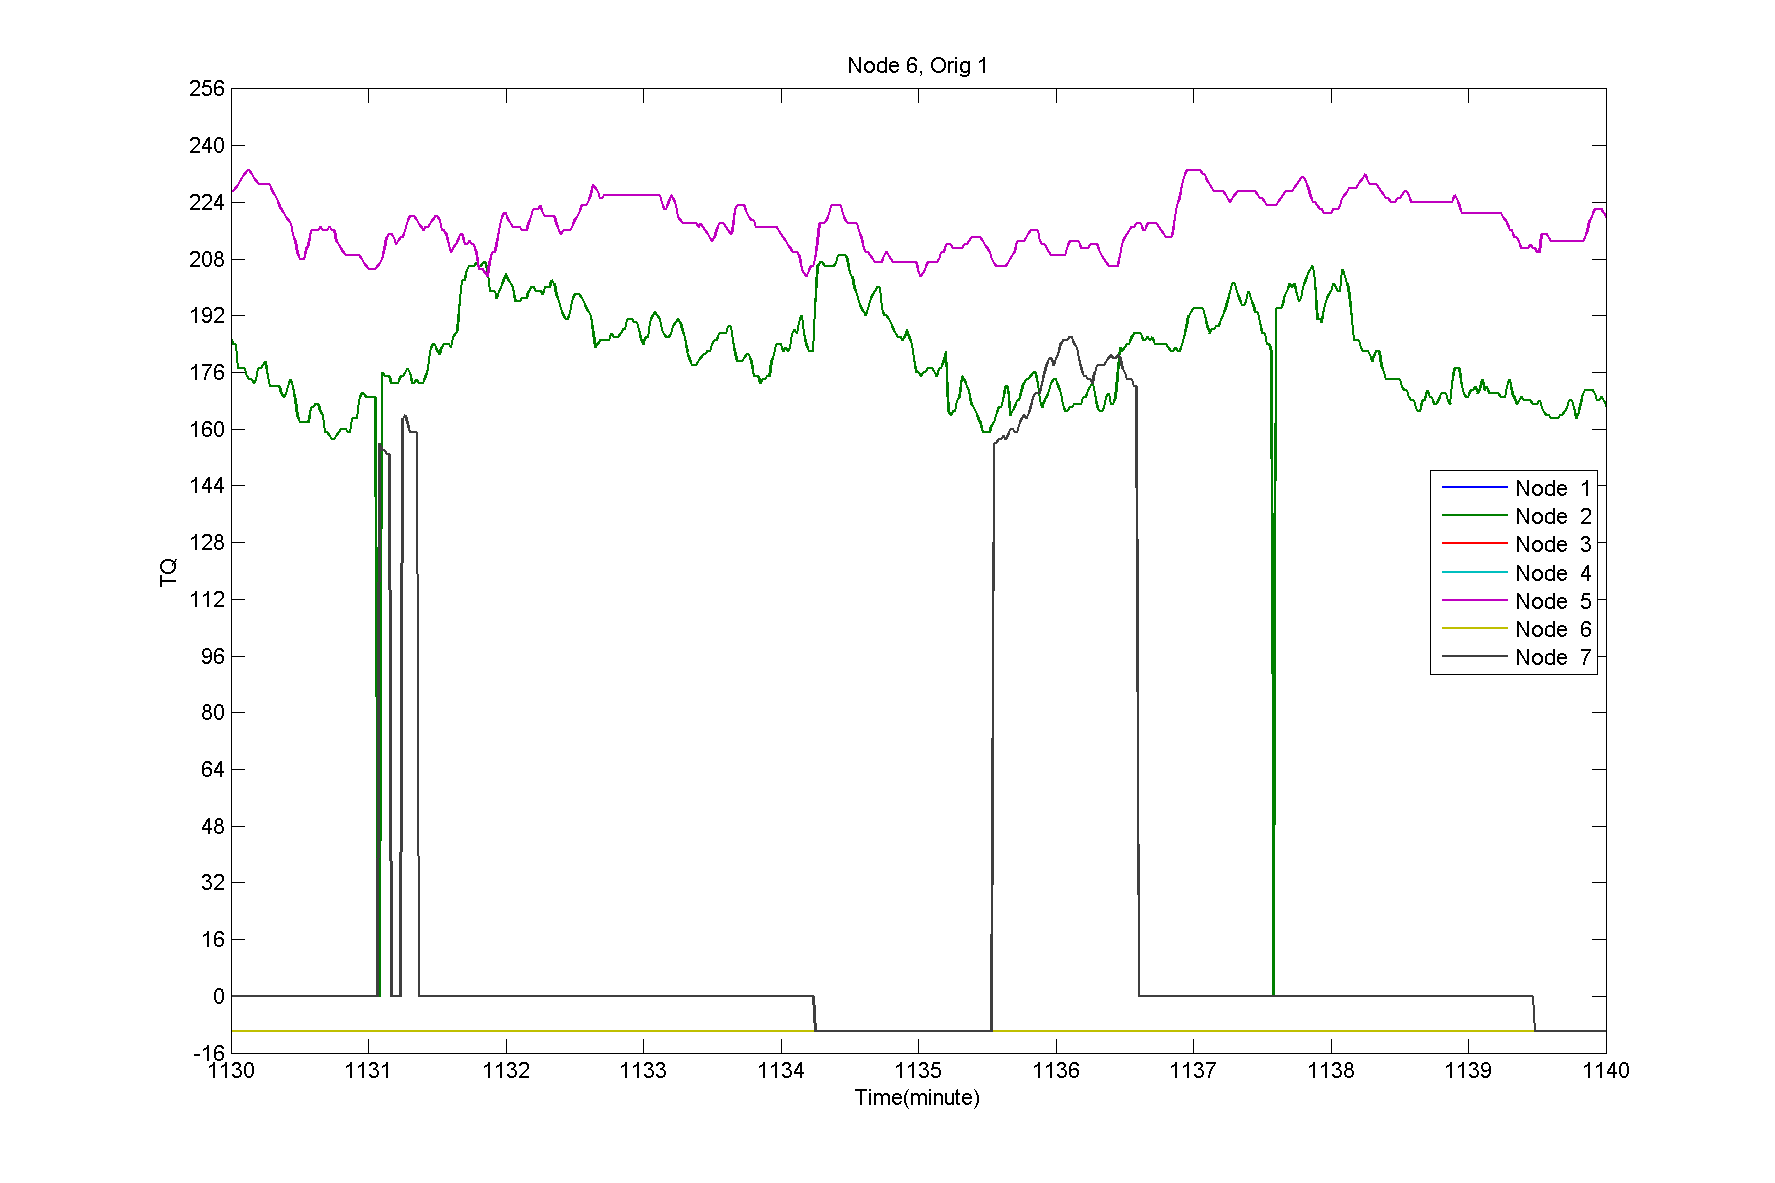 Node 6, Orig 1
256
240
224
208
192
176
160
144
128
112
96
80
64
48
32
16
0
-16
TQ
Node 1
Node 2
Node 3
Node 4
Node 5
Node 6
Node 7
1130 1131 1132 1133 1134 1135 1136 1137 1138 1139 1140
Time(minute)